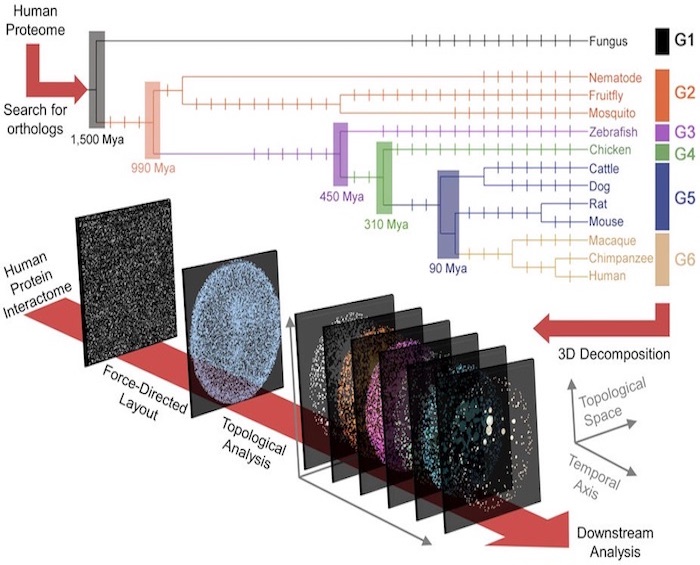 Human
Proteome
Search for
orthologs
1,500 Mya
990 Mya
450 Mya
310 Mya
90 Mya
Fungus
Nematode
Fruitfly
Mosquito
Zebrafish
Chicken
Cattle
Dog
Rat
Mouse
Macaque
Chimpanzee
Human
G1
G2
G3
G4
G5
G6
Human
Protein
Interactome
Force-Directed
Layout
Topological
Analysis
3D Decomposition
Topological
Space
Temporal
Axis
Downstream
Analysis